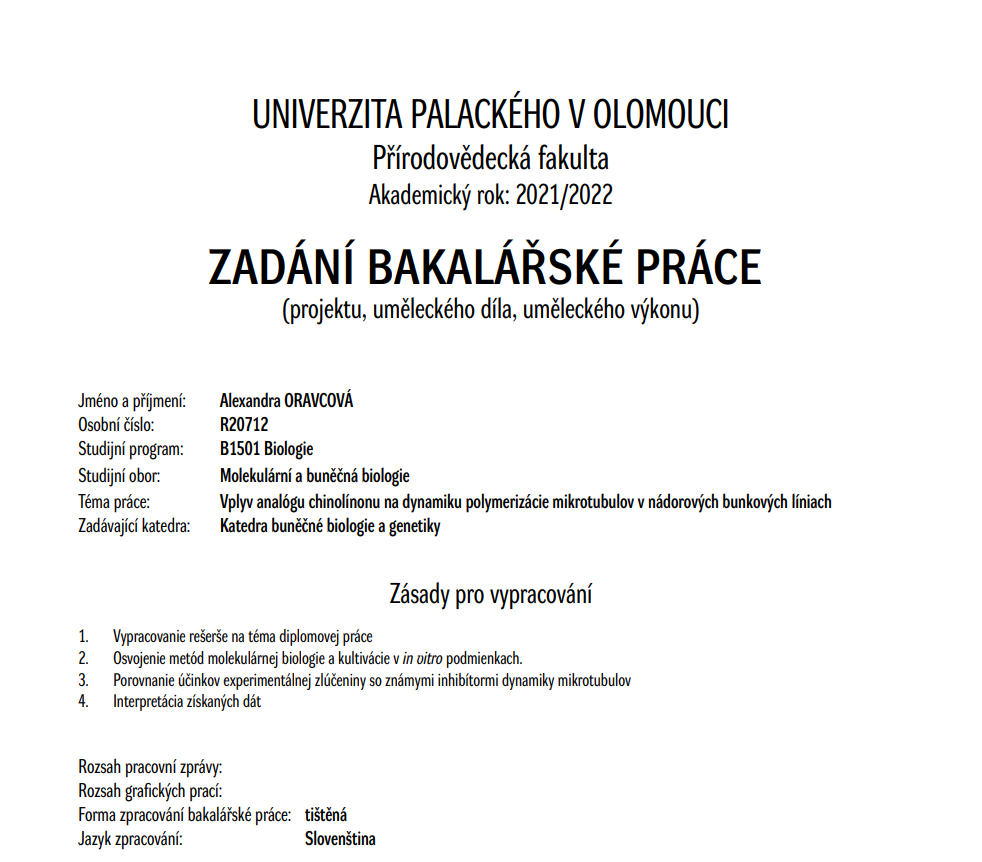 UNIVERZITA PALACKÉHO V OLOMOUCI
Přírodovědecká fakulta
Akademický rok: 2021/2022
ZADÁNÍ BAKALÁŘSKÉ PRÁCE
(projektu, uměleckého díla, uměleckého výkonu)
Jméno a příjmení: Alexandra ORAVCOVÁ
Osobní číslo: R20712
Studijní program: B1501 Biologie
Studijní obor: Molekulární a buněčná biologie
Téma práce: Vplyv analógu chinolínonu na dynamiku polymerizácie mikrotubulov v nádorových bunkových líniach
Zadávající katedra: Katedra buněčné biologie a genetiky
Zásady pro vypracování
1. Vypracovanie rešerše na téma diplomovej práce
2. Osvojenie metód molekulárnej biologie a kultivácie v in vitro podmienkach.
3. Porovnanie účinkov experimentálnej zlúčeniny so známymi inhibítormi dynamiky mikrotubulov
4. Interpretácia získaných dát
Rozsah pracovní zprávy:
Rozsah grafických prací:
Forma zpracování bakalářské práce: tištěná
Jazyk zpracování: Slovenština